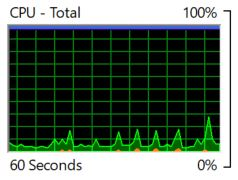 CPU - Total 100%
60 Seconds 0%